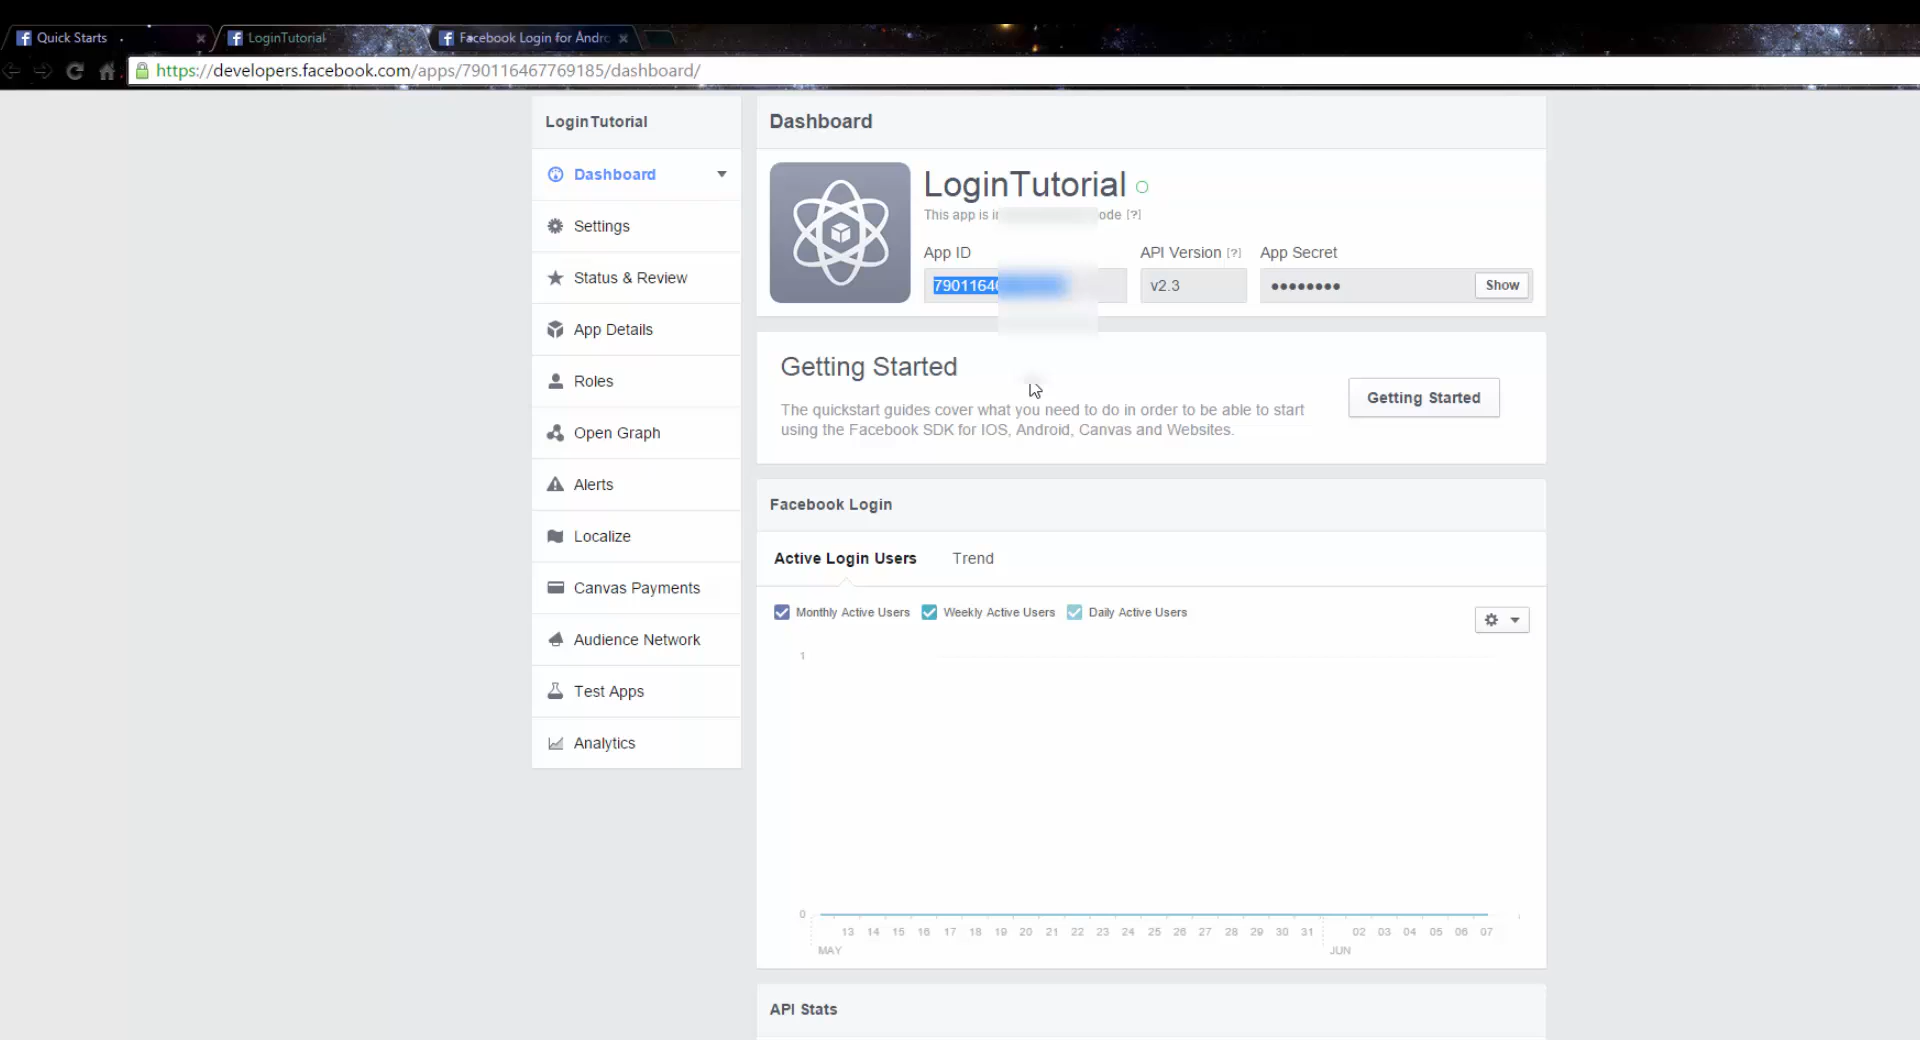 Quick Starts
LoginTutorial
Facebook Login for Andro
https://developers.facebook.com/apps/790116467769185/dashboard/
LoginTutorial
Dashboard
Settings
Status & Review
App Details
Roles
Open Graph
Alerts
Localize
Canvas Payments
Audience Network
Test Apps
Analytics
Dashboard
LoginTutorial
This app is in ode [?]
App ID
API Version [?]
App Secret
7901164
v2.3
••••••••
Show
Getting Started
The quickstart guides cover what you need to do in order to be able to start
using the Facebook SDK for IOS, Android, Canvas and Websites.
Getting Started
Facebook Login
Active Login Users
Trend
Monthly Active Users
Weekly Active Users
Daily Active Users
1
0
13 14 15 16 17 18 19 20 21 22 23 24 25 26 27 28 29 30 31 02 03 04 05 06 07
MAY
JUN
API Stats